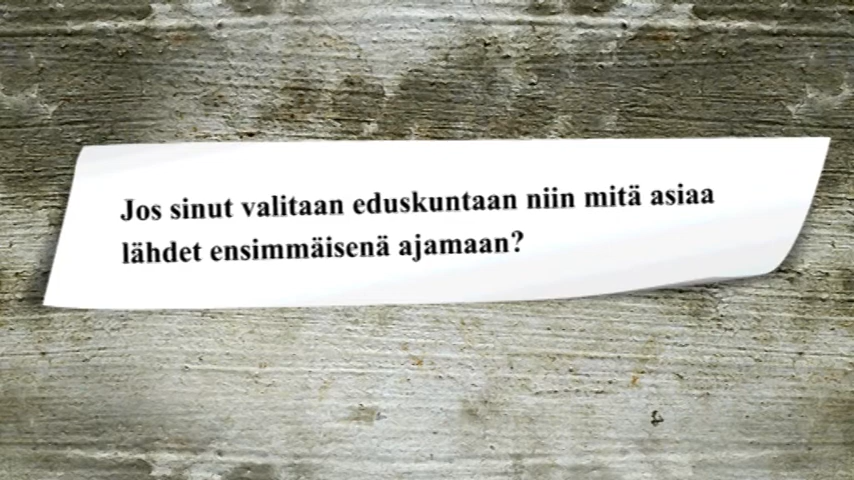 Jos sinut valitaan eduskuntaan niin mitä asiaa
lähdet ensimmäisenä ajamaan?